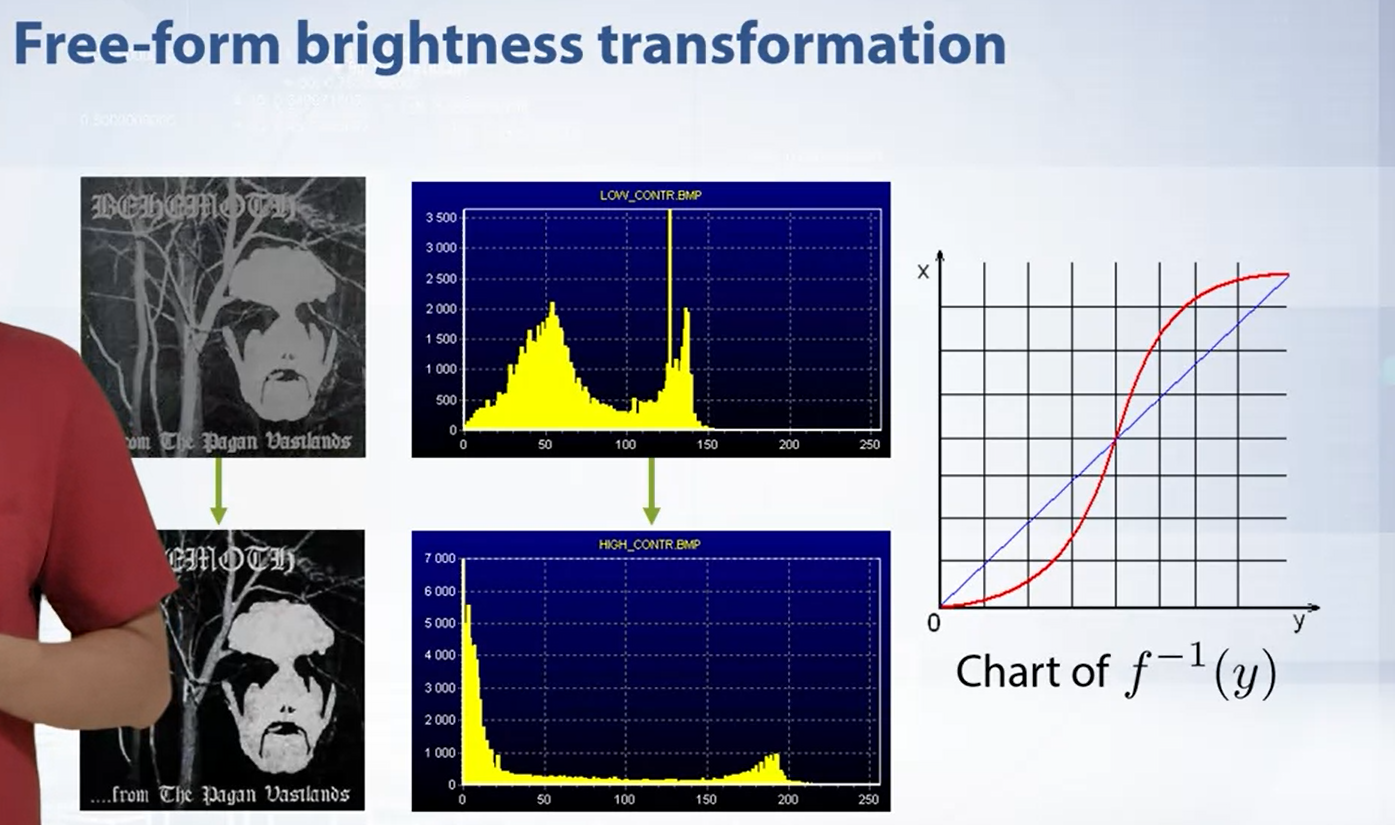 Free-form brightness transformation
BEHEMOTH
...om The Pagan Vastlands
LOW_CONTR.BMP
3 500
3 000
2 500
2 000
1 500
1 000
500
0
0 50 100 150 200 250
EMOTH
....from The Pagan Vastlands
HIGH_CONTR.BMP
7 000
6 000
5 000
4 000
3 000
2 000
1 000
0
0 50 100 150 200 250
x
0
y
Chart of f⁻¹(y)